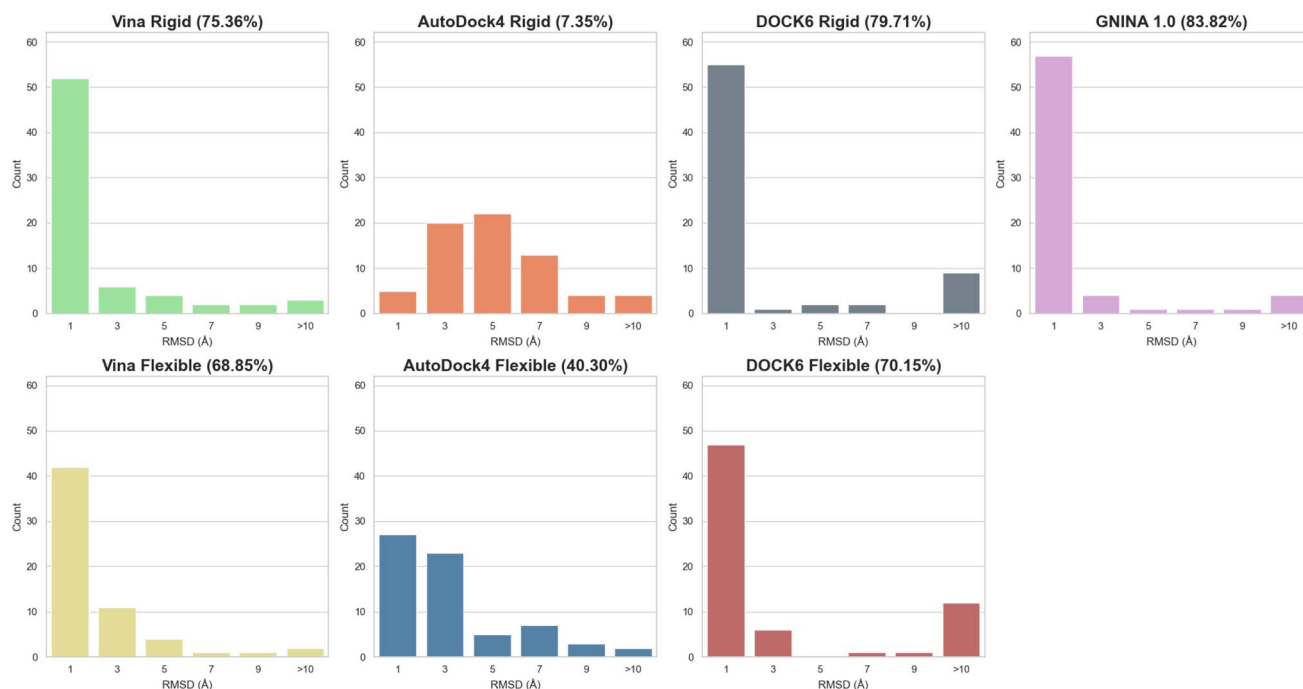 Vina Rigid (75.36%)
60
50
40
30
20
10
0
Count
1 3 5 7 9 >10
RMSD (Å)
AutoDock4 Rigid (7.35%)
60
50
40
30
20
10
0
Count
1 3 5 7 9 >10
RMSD (Å)
DOCK6 Rigid (79.71%)
60
50
40
30
20
10
0
Count
1 3 5 7 9 >10
RMSD (Å)
GNINA 1.0 (83.82%)
60
50
40
30
20
10
0
Count
1 3 5 7 9 >10
RMSD (Å)
Vina Flexible (68.85%)
60
50
40
30
20
10
0
Count
1 3 5 7 9 >10
RMSD (Å)
AutoDock4 Flexible (40.30%)
60
50
40
30
20
10
0
Count
1 3 5 7 9 >10
RMSD (Å)
DOCK6 Flexible (70.15%)
60
50
40
30
20
10
0
Count
1 3 5 7 9 >10
RMSD (Å)